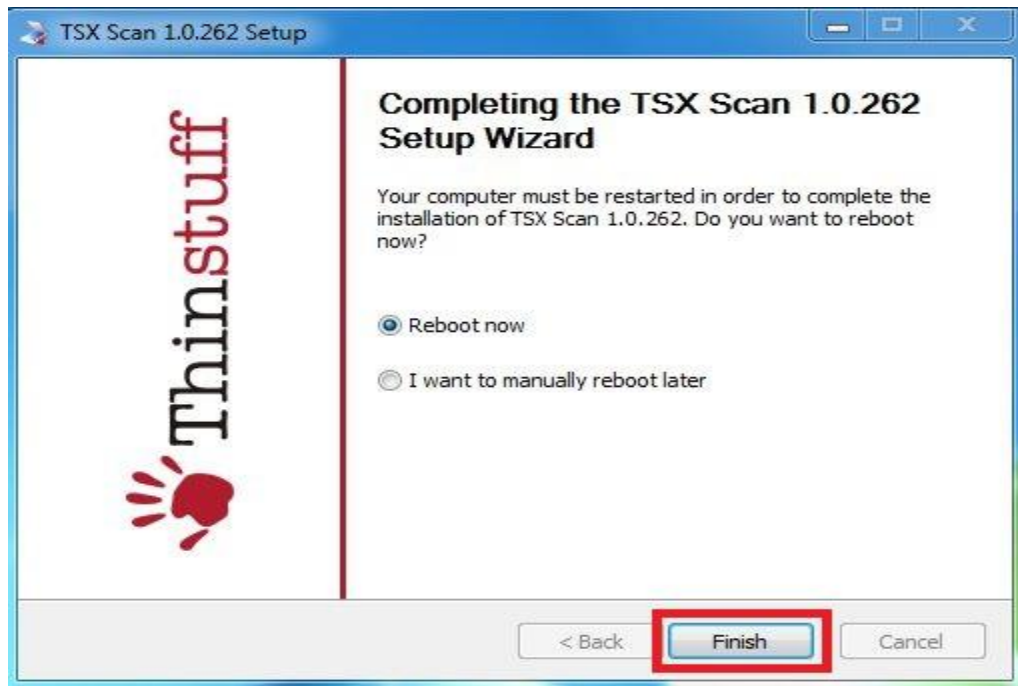 TSX Scan 1.0.262 Setup
Thinstuff
Completing the TSX Scan 1.0.262
Setup Wizard
Your computer must be restarted in order to complete the
installation of TSX Scan 1.0.262. Do you want to reboot
now?
Reboot now
I want to manually reboot later
< Back
Finish
Cancel